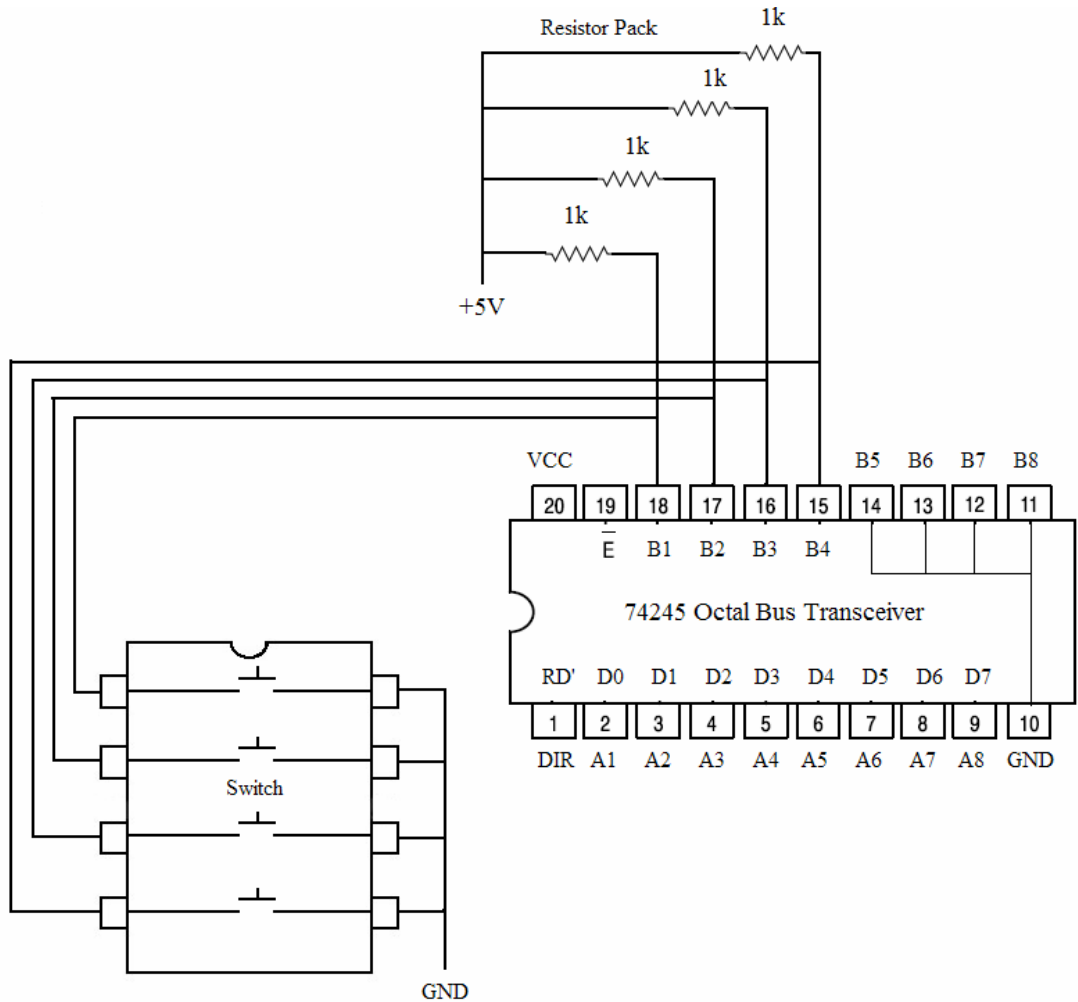 Resistor Pack
1k
1k
1k
1k
+5V
VCC B5 B6 B7 B8
20 19 18 17 16 15 14 13 12 11
E̅ B1 B2 B3 B4
74245 Octal Bus Transceiver
RD' D0 D1 D2 D3 D4 D5 D6 D7
1 2 3 4 5 6 7 8 9 10
DIR A1 A2 A3 A4 A5 A6 A7 A8 GND
Switch
GND